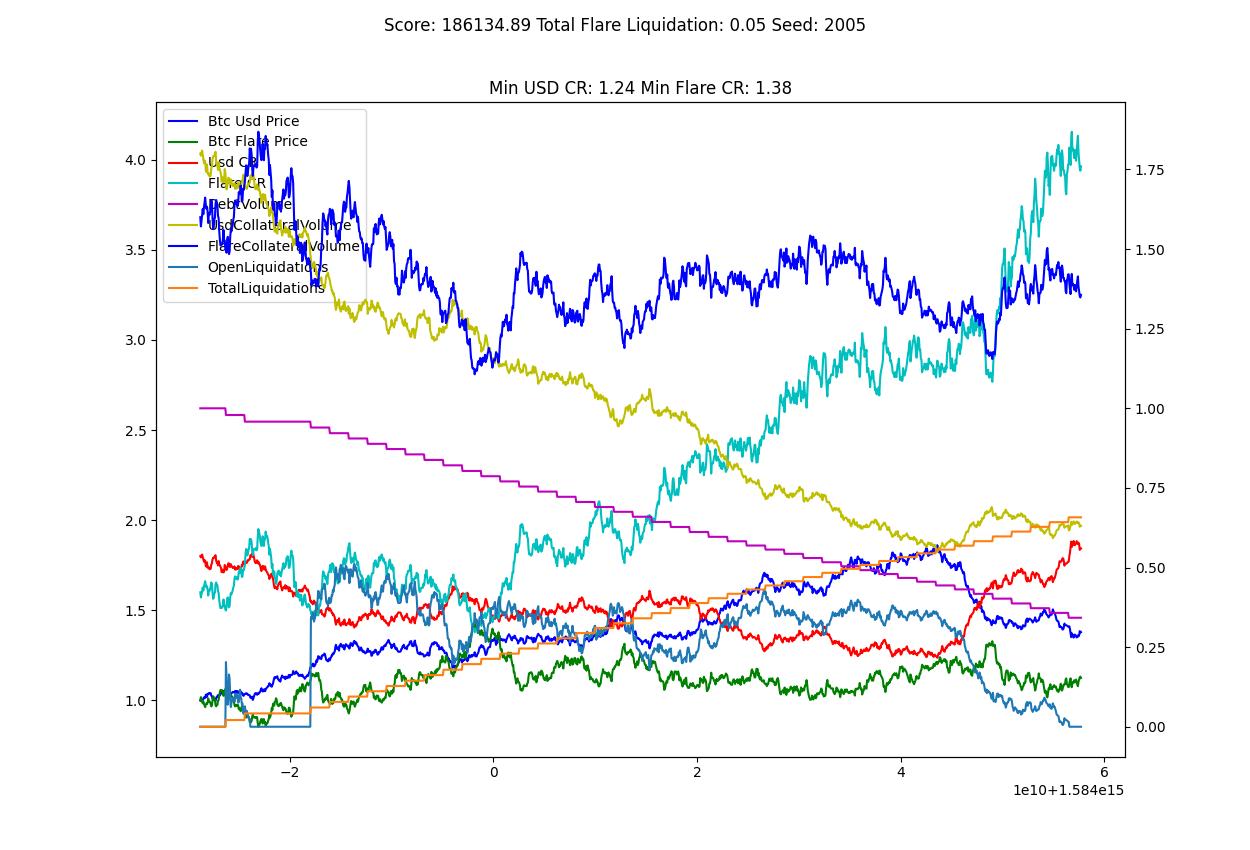 Score: 186134.89 Total Flare Liquidation: 0.05 Seed: 2005
Min USD CR: 1.24 Min Flare CR: 1.38
Btc Usd Price
Btc Flare Price
Usd CR
Flare CR
DebtVolume
UsdCollateralVolume
FlareCollateralVolume
OpenLiquidations
TotalLiquidations
4.0
3.5
3.0
2.5
2.0
1.5
1.0
1.75
1.50
1.25
1.00
0.75
0.50
0.25
0.00
−2 0 2 4 6
1e10+1.584e15